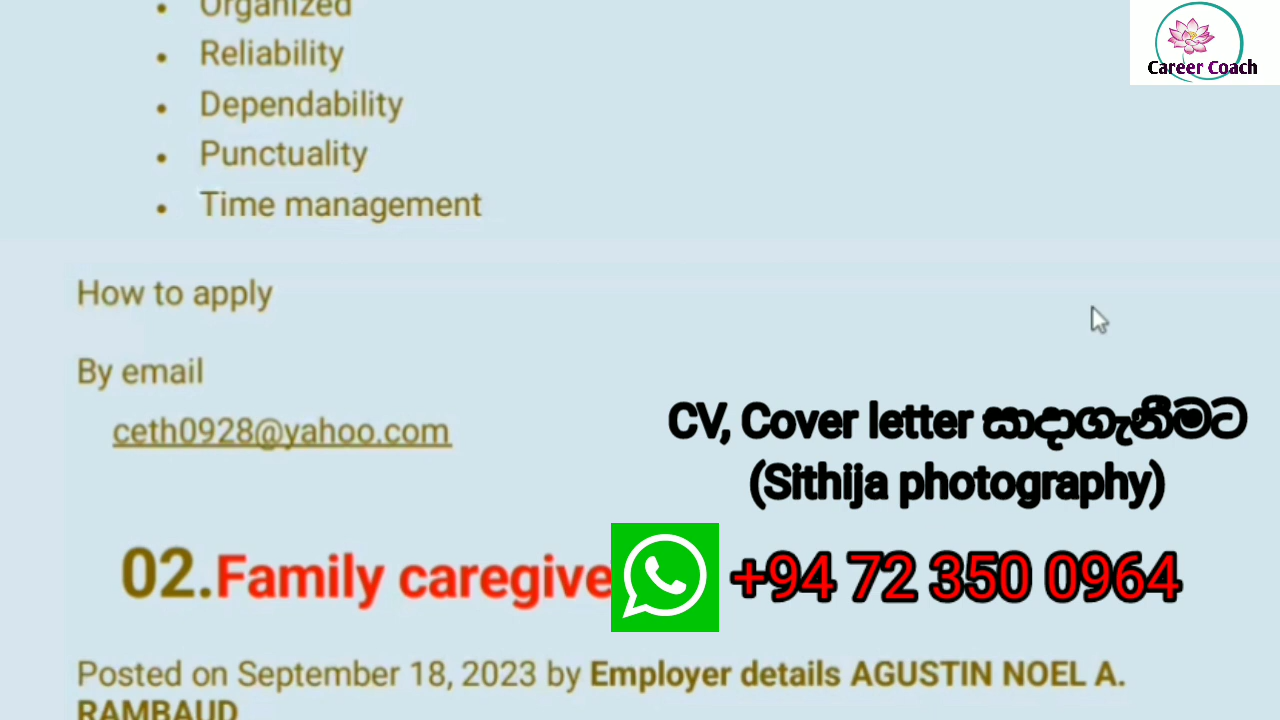 Organized
Reliability
Dependability
Punctuality
Time management
How to apply
By email
ceth0928@yahoo.com
02.Family caregive
Posted on September 18, 2023 by Employer details AGUSTIN NOEL A.
RAMBAUD
Career Coach
CV, Cover letter සාදාගැනීමට
(Sithija photography)
+94 72 350 0964